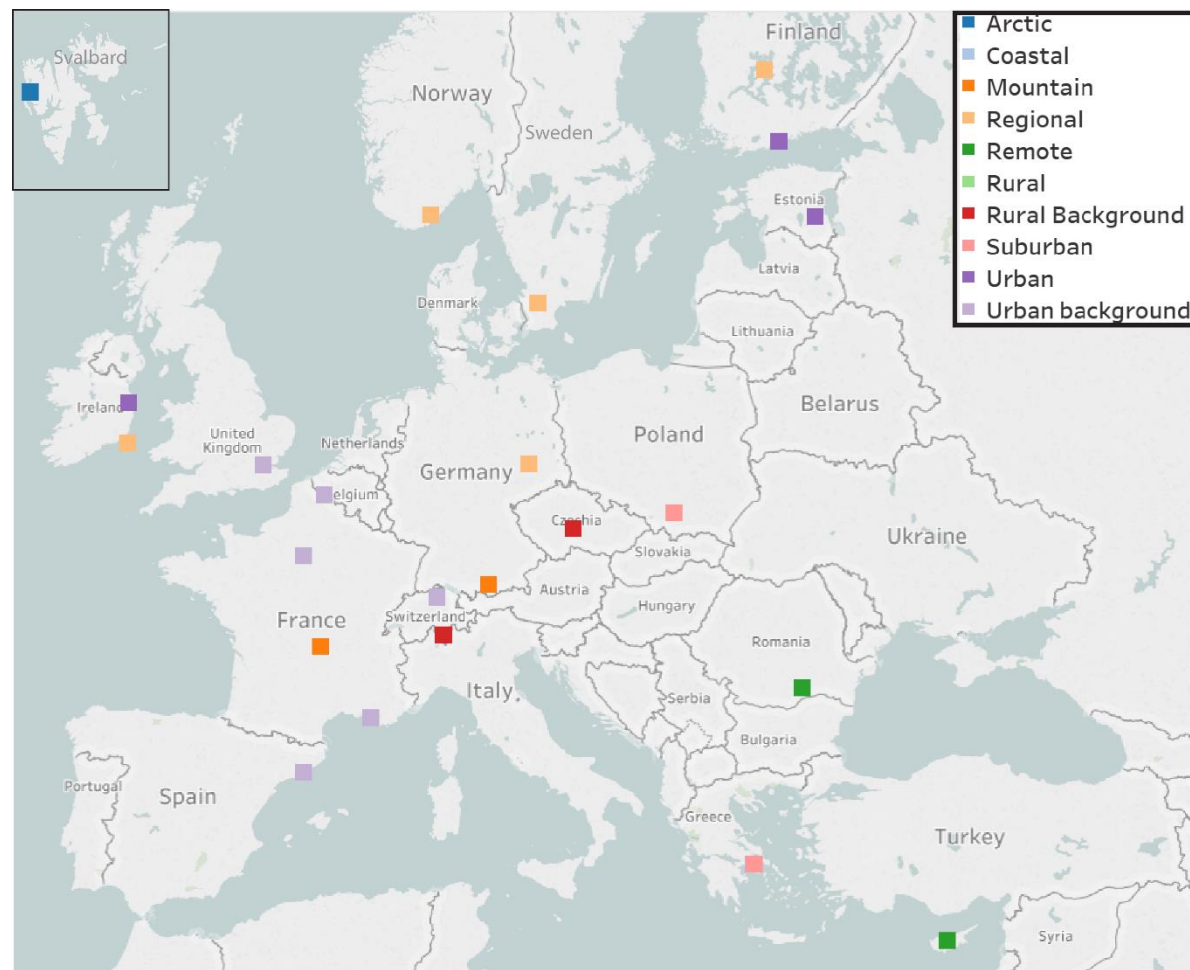 Svalbard
Finland
Norway
Sweden
Estonia
Latvia
Denmark
Lithuania
Belarus
Ireland
United
Kingdom
Netherlands
Poland
Germany
elgium
Ukraine
Slovakia
Austria
Switzerland
Hungary
France
Romania
Italy
Serbia
Bulgaria
Portugal
Spain
Greece
Turkey
Syria
Arctic
Coastal
Mountain
Regional
Remote
Rural
Rural Background
Suburban
Urban
Urban background